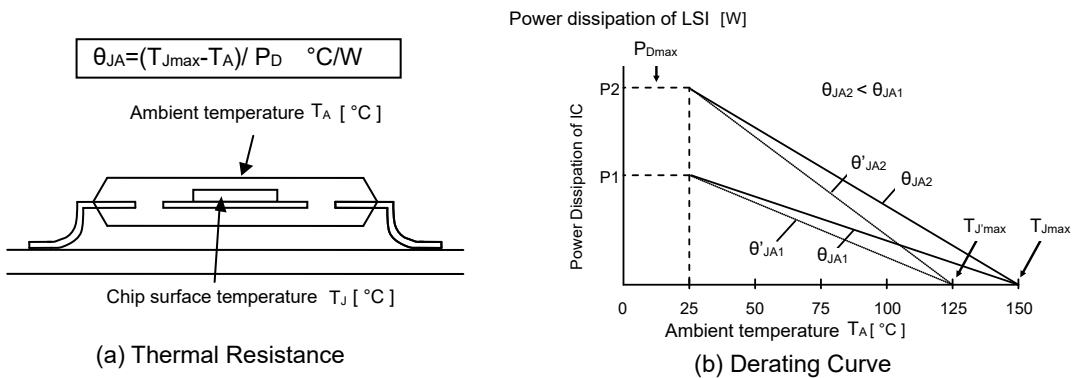 θJA=(TJmax-TA)/ PD °C/W
Ambient temperature TA [ °C ]
Chip surface temperature TJ [ °C ]
(a) Thermal Resistance
Power dissipation of LSI [W]
PDmax
P2
θJA2 < θJA1
θ'JA2
θJA2
P1
Power Dissipation of IC
TJ'max
TJmax
θ'JA1
θJA1
0 25 50 75 100 125 150
Ambient temperature TA [ °C ]
(b) Derating Curve